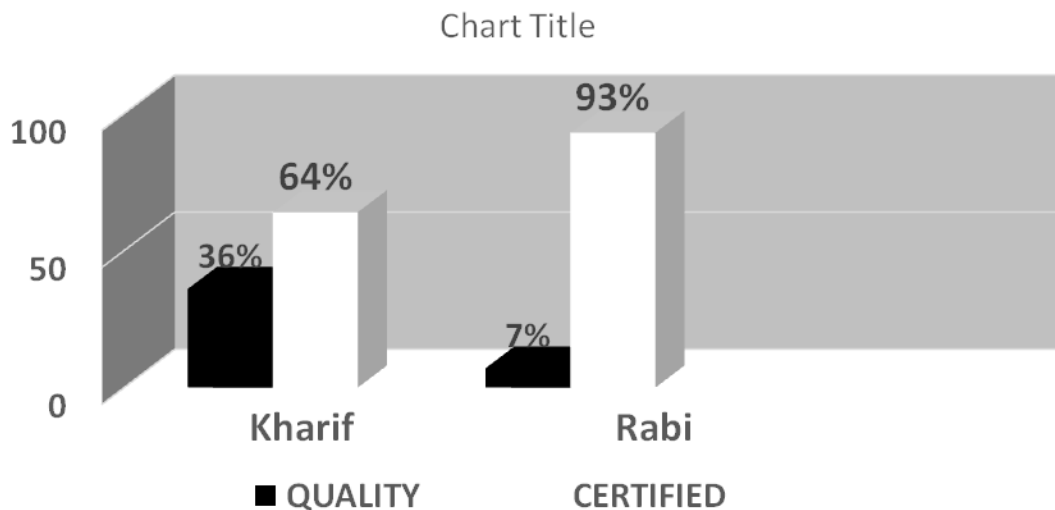 Chart Title
93%
100
64%
36%
50
7%
0
Kharif Rabi
QUALITY CERTIFIED